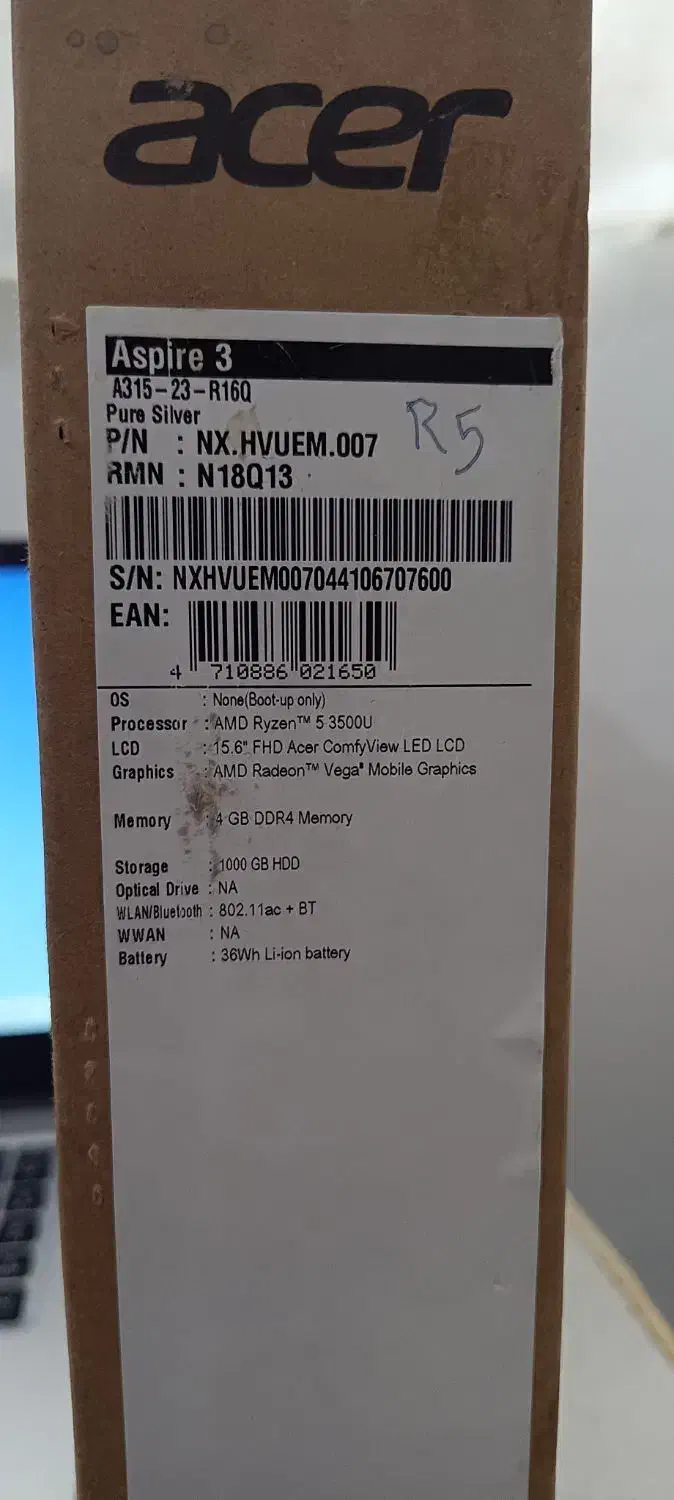 acer
Aspire 3
A315-23-R16Q
Pure Silver
P/N : NX.HVUEM.007
R5
RMN : N18Q13
S/N: NXHVUEM007044106707600
EAN:
4 710886 021650
OS : None(Boot-up only)
Processor : AMD Ryzen™ 5 3500U
LCD : 15.6" FHD Acer ComfyView LED LCD
Graphics : AMD Radeon™ Vega⁸ Mobile Graphics
Memory : 4 GB DDR4 Memory
Storage : 1000 GB HDD
Optical Drive : NA
WLAN/Bluetooth : 802.11ac + BT
WWAN : NA
Battery : 36Wh Li-ion battery